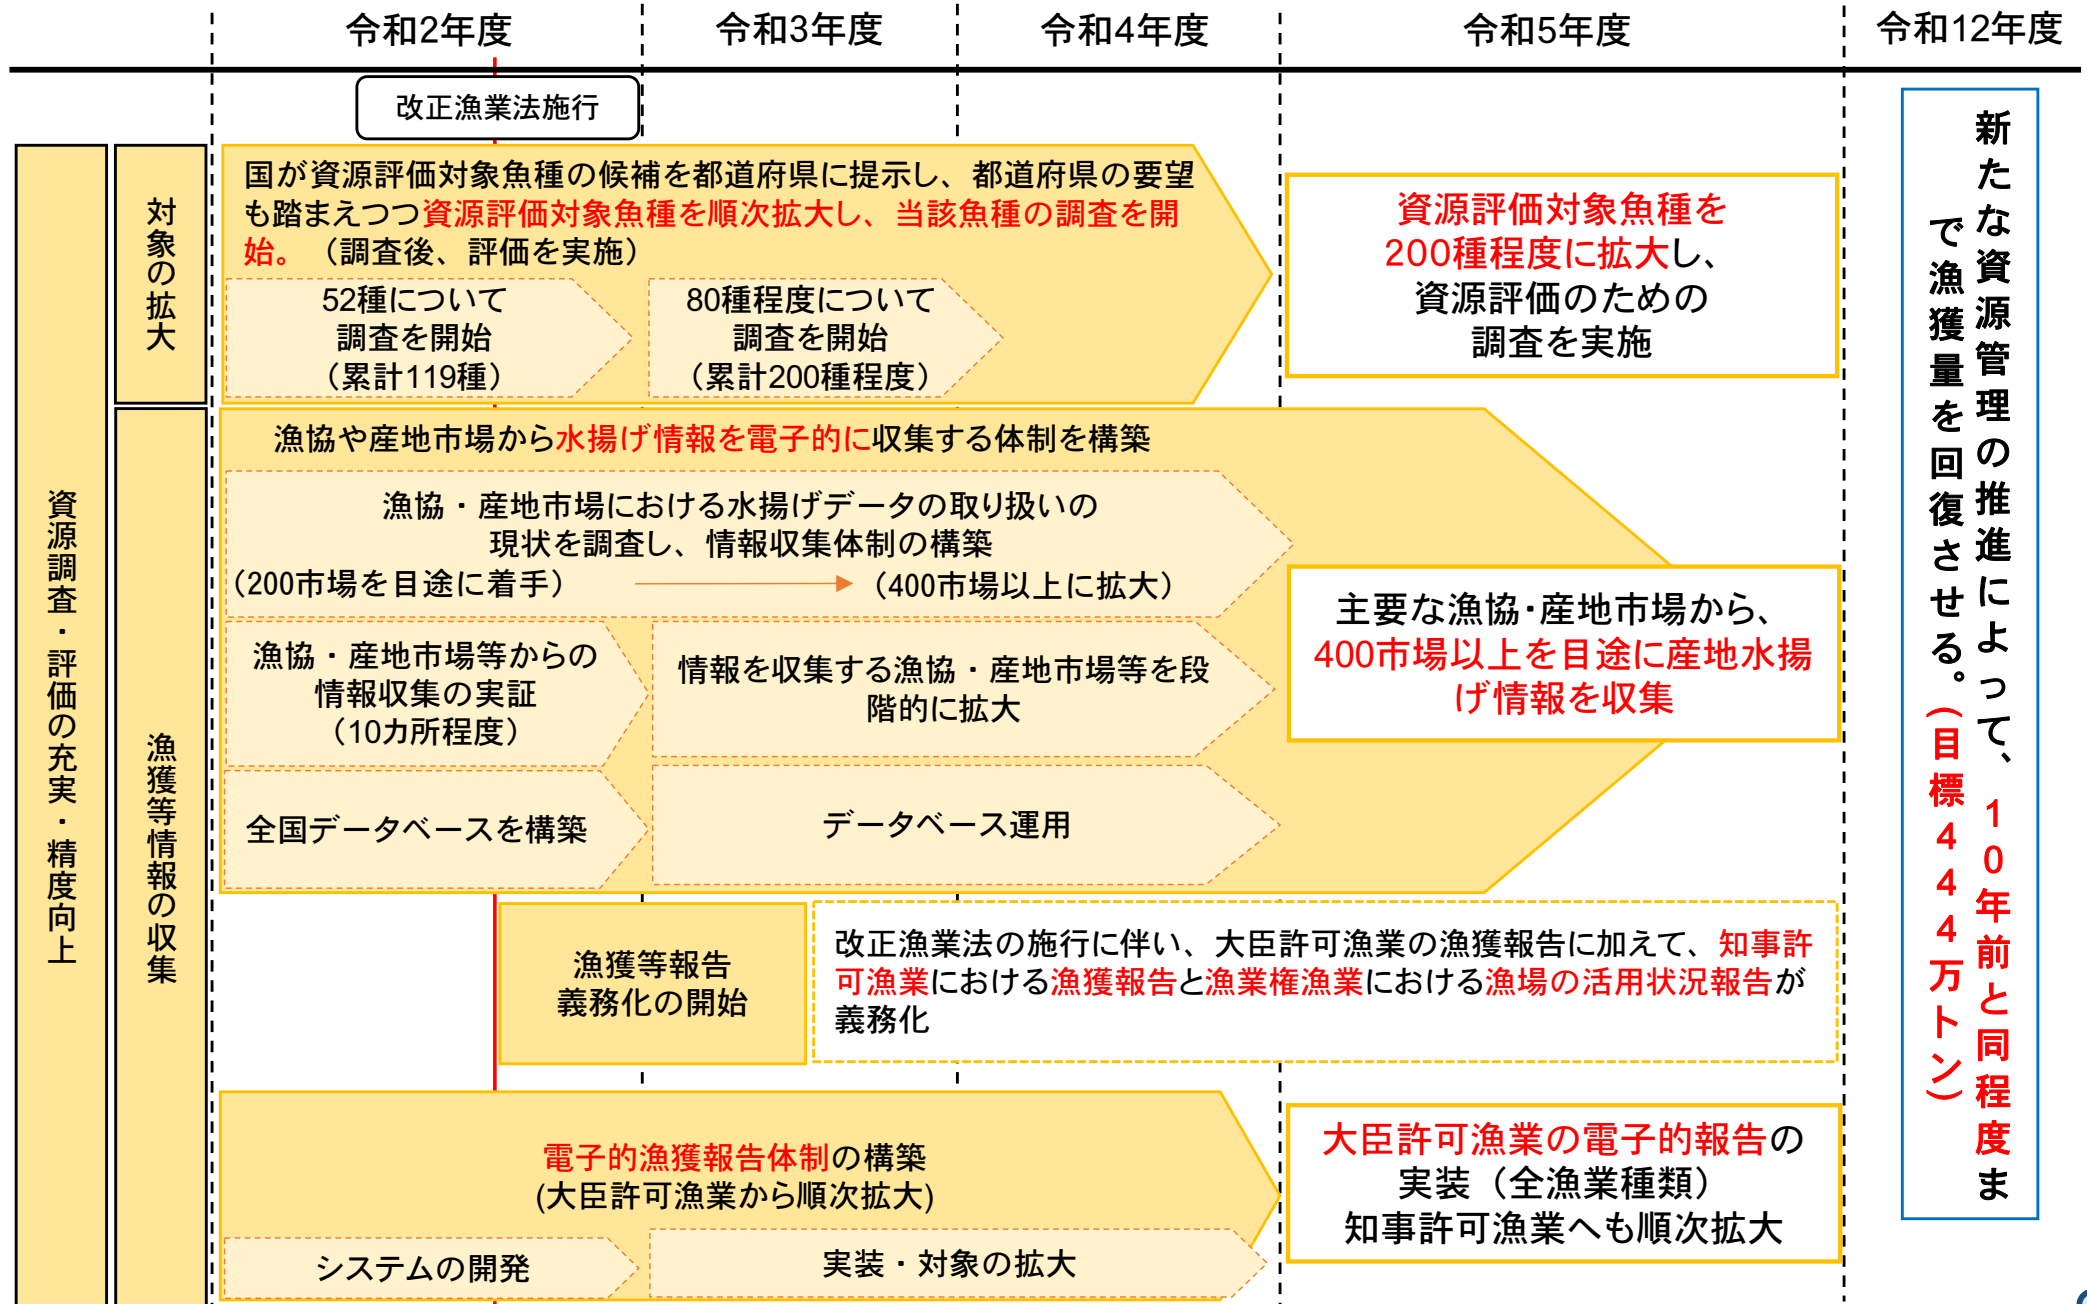 令和2年度
令和3年度
令和4年度
令和5年度
令和12年度
改正漁業法施行
資源調査・評価の充実・精度向上
対象の拡大
国が資源評価対象魚種の候補を都道府県に提示し、都道府県の要望
も踏まえつつ資源評価対象魚種を順次拡大し、当該魚種の調査を開
始。（調査後、評価を実施）
52種について
調査を開始
（累計119種）
80種程度について
調査を開始
（累計200種程度）
資源評価対象魚種を
200種程度に拡大し、
資源評価のための
調査を実施
漁獲等情報の収集
漁協や産地市場から水揚げ情報を電子的に収集する体制を構築
漁協・産地市場における水揚げデータの取り扱いの
現状を調査し、情報収集体制の構築
（200市場を目途に着手）
（400市場以上に拡大）
漁協・産地市場等からの
情報収集の実証
（10カ所程度）
情報を収集する漁協・産地市場等を段
階的に拡大
全国データベースを構築
データベース運用
主要な漁協・産地市場から、
400市場以上を目途に産地水揚
げ情報を収集
漁獲等報告
義務化の開始
改正漁業法の施行に伴い、大臣許可漁業の漁獲報告に加えて、知事許
可漁業における漁獲報告と漁業権漁業における漁場の活用状況報告が
義務化
電子的漁獲報告体制の構築
(大臣許可漁業から順次拡大)
システムの開発
実装・対象の拡大
大臣許可漁業の電子的報告の
実装（全漁業種類）
知事許可漁業へも順次拡大
新たな資源管理の推進によって、10年前と同程度ま
で漁獲量を回復させる。（目標444万トン）